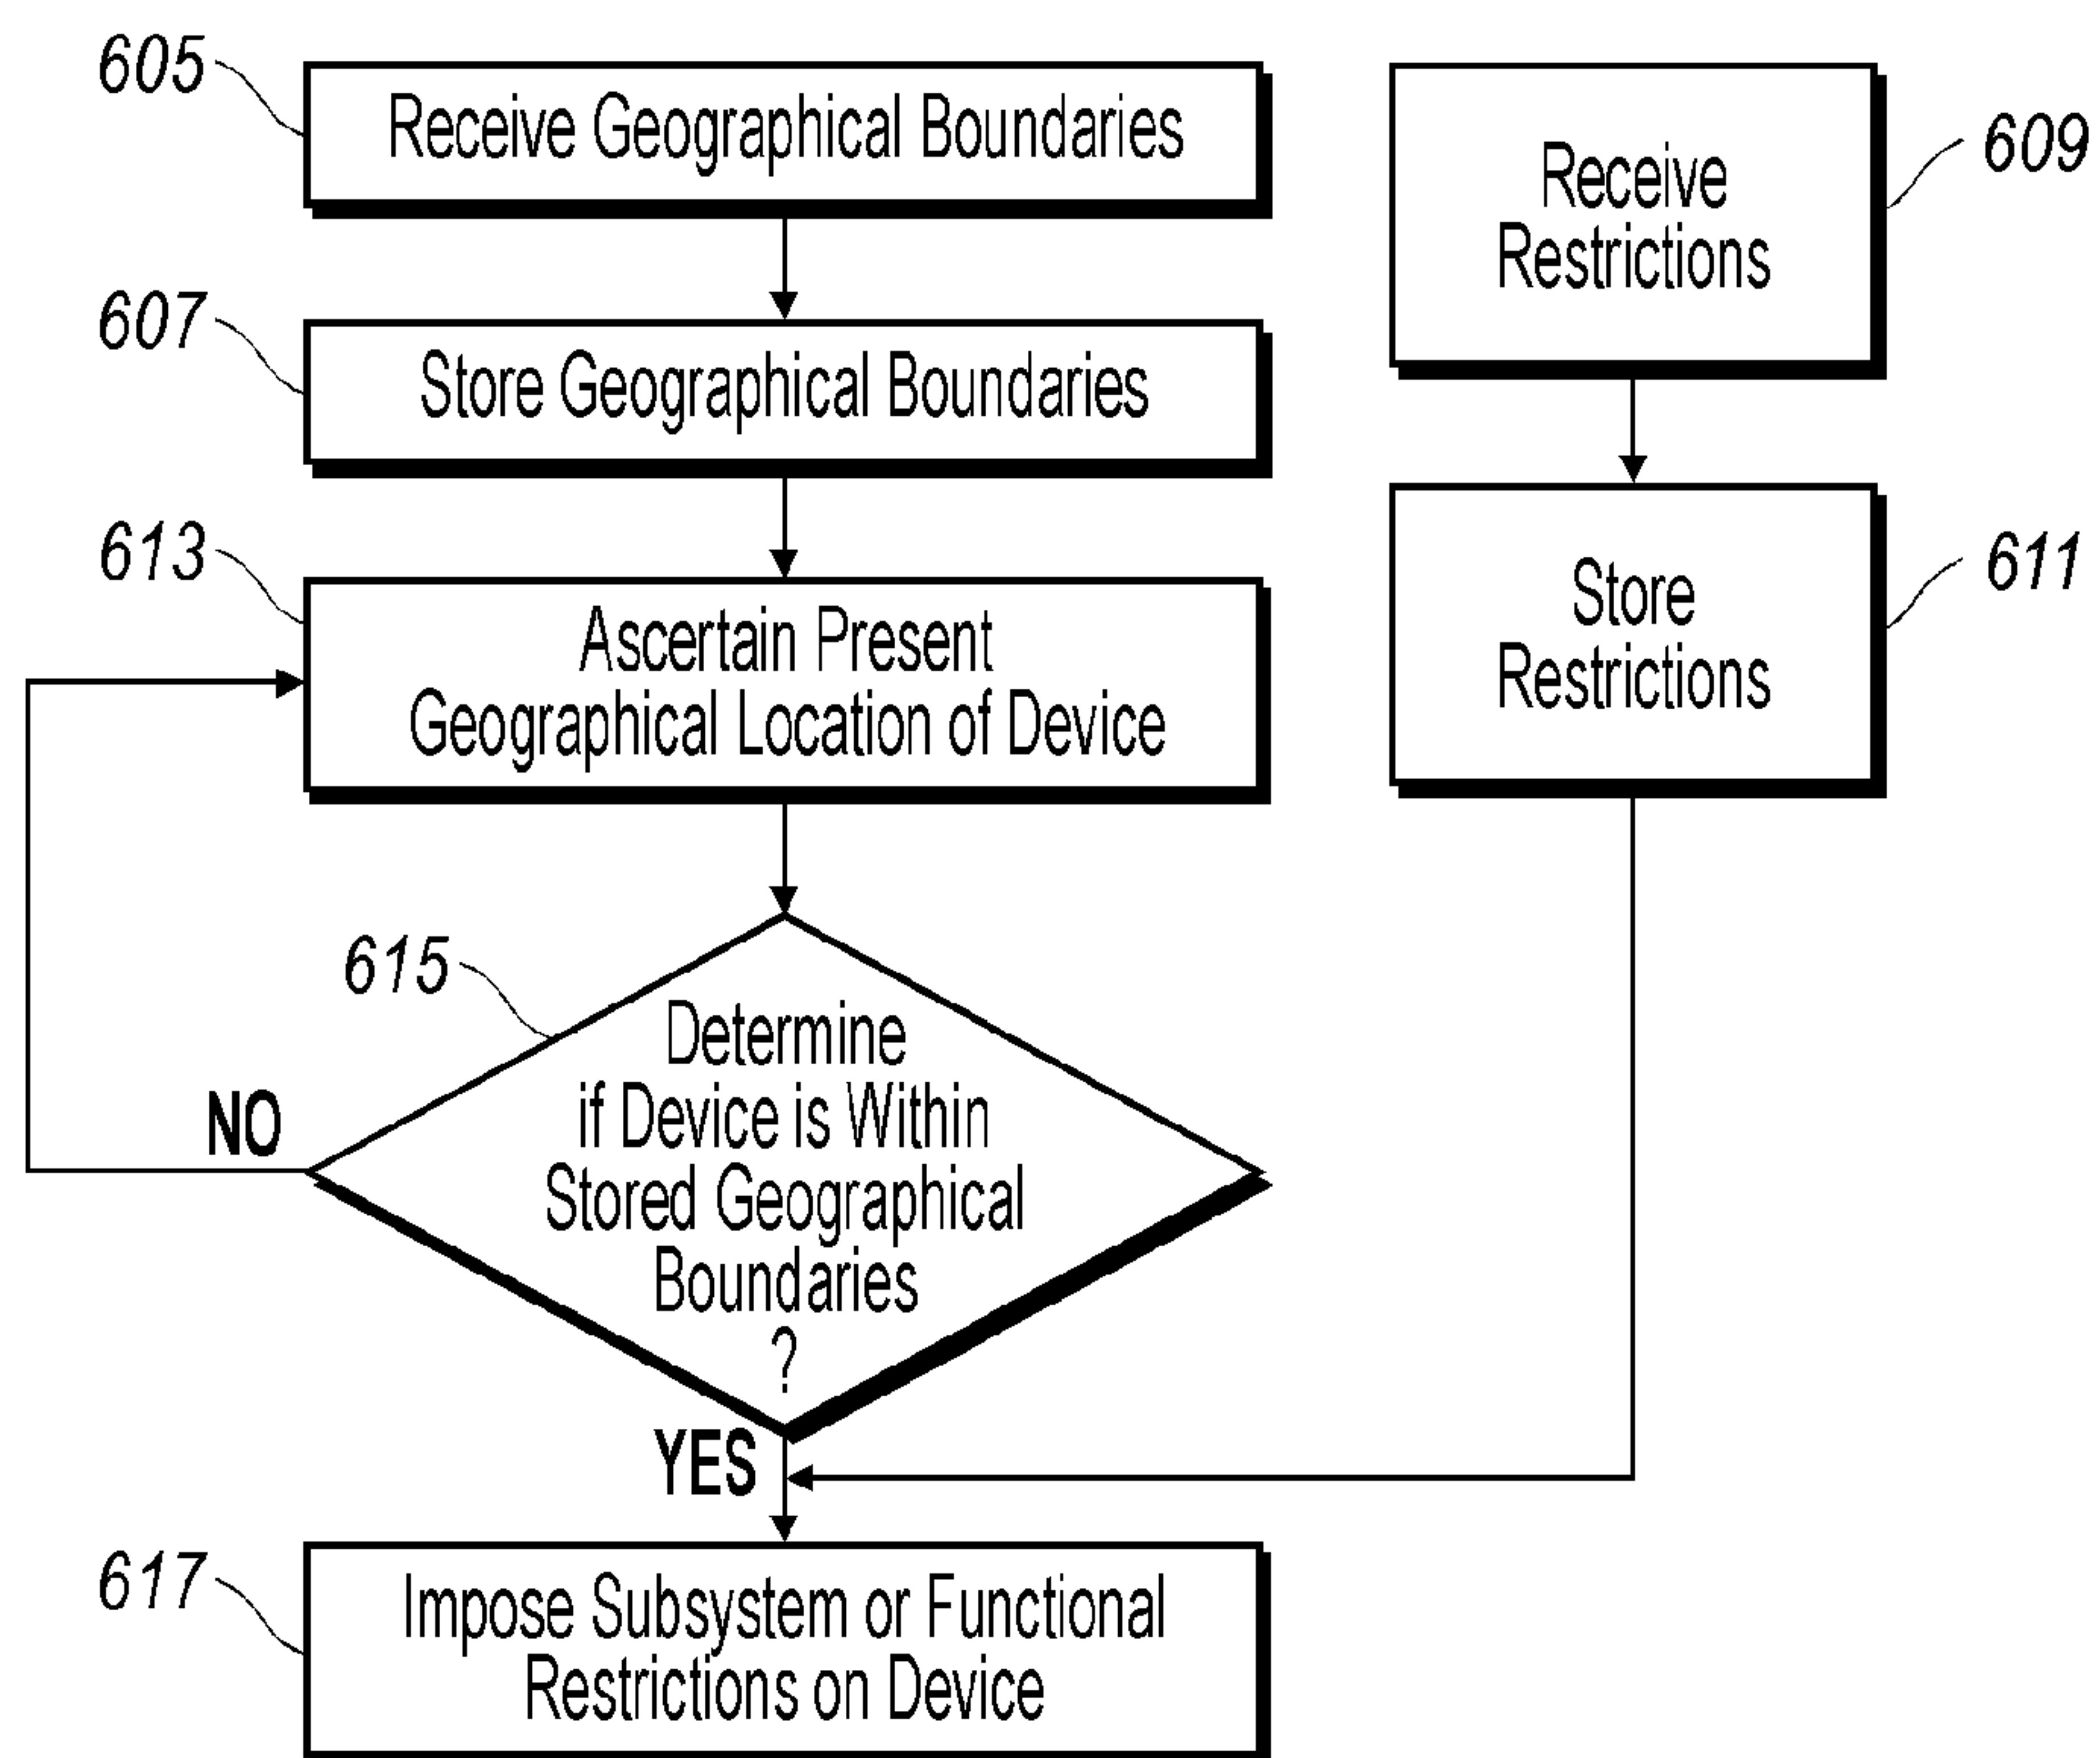 605
Receive Geographical Boundaries
607
Store Geographical Boundaries
613
Ascertain Present
Geographical Location of Device
615
Determine
if Device is Within
Stored Geographical
Boundaries
?
NO
YES
617
Impose Subsystem or Functional
Restrictions on Device
609
Receive
Restrictions
611
Store
Restrictions